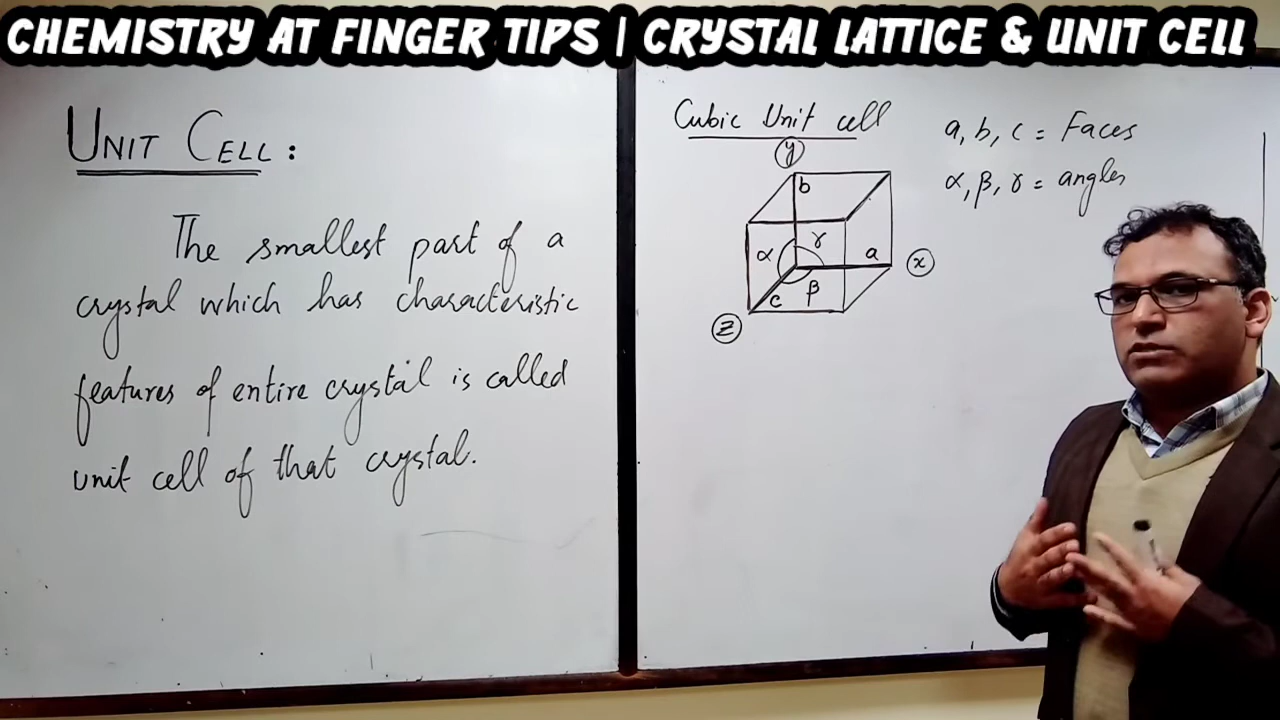 CHEMISTRY AT FINGER TIPS | CRYSTAL LATTICE & UNIT CELL
UNIT CELL:
The smallest part of a
crystal which has characteristic
features of entire crystal is called
unit cell of that crystal.
Cubic Unit cell
y
b
α γ a x
β
c
z
a, b, c = Faces
α, β, γ = angles